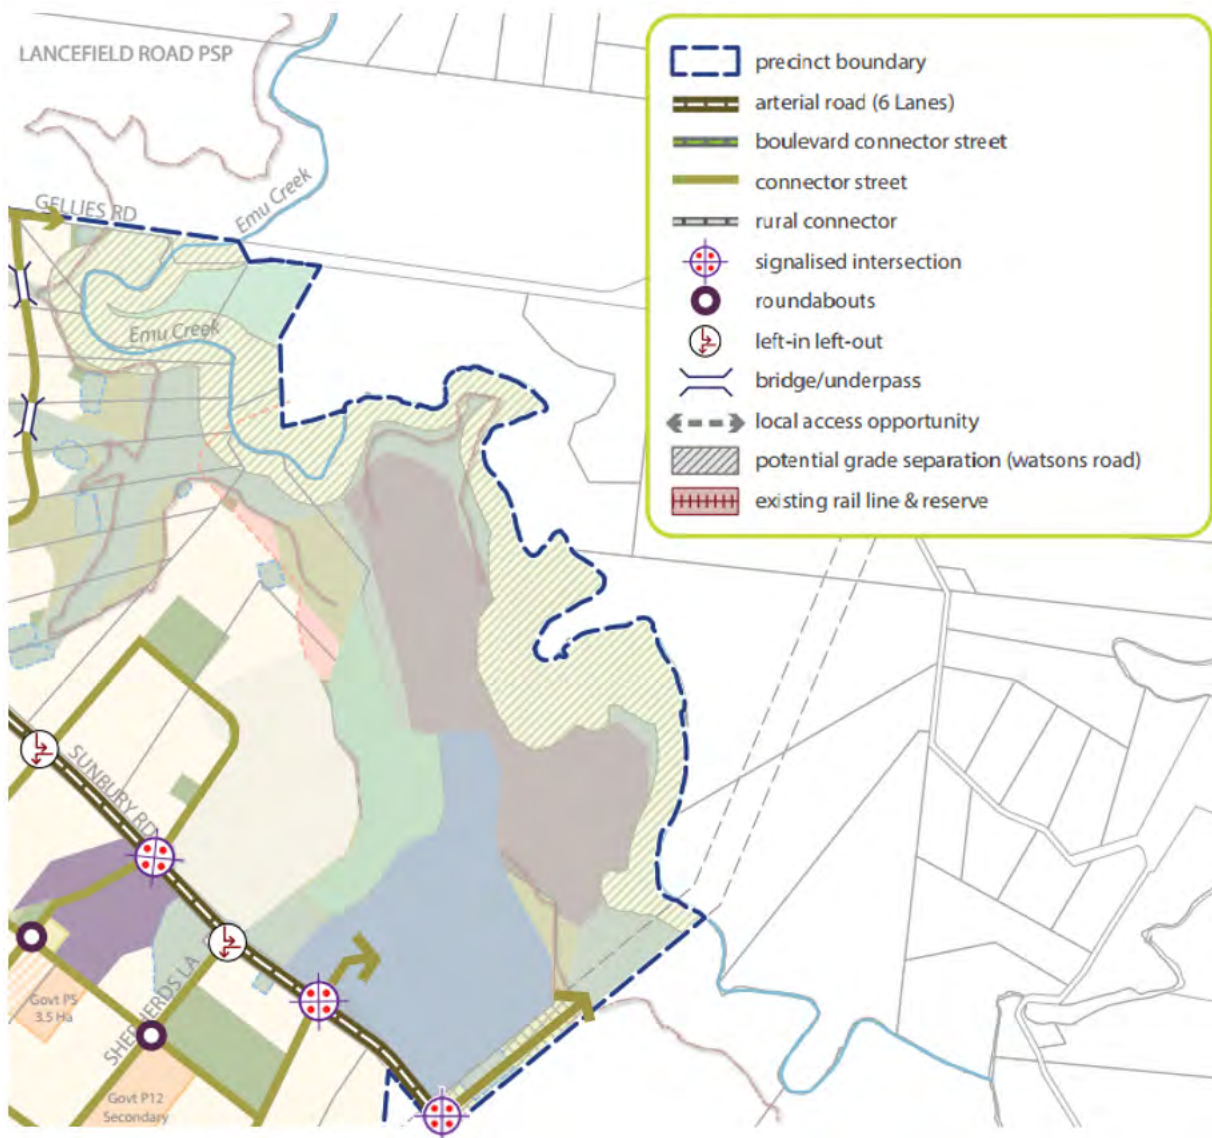 LANCEFIELD ROAD PSP
precinct boundary
arterial road (6 Lanes)
boulevard connector street
connector street
rural connector
signalised intersection
roundabouts
left-in left-out
bridge/underpass
local access opportunity
potential grade separation (watsons road)
existing rail line & reserve
GELLIES RD
Emu Creek
Emu Creek
SUNBURY RD
SHEPHERDS LA
Govt P5
3.5 Ha
Govt P12
Secondary